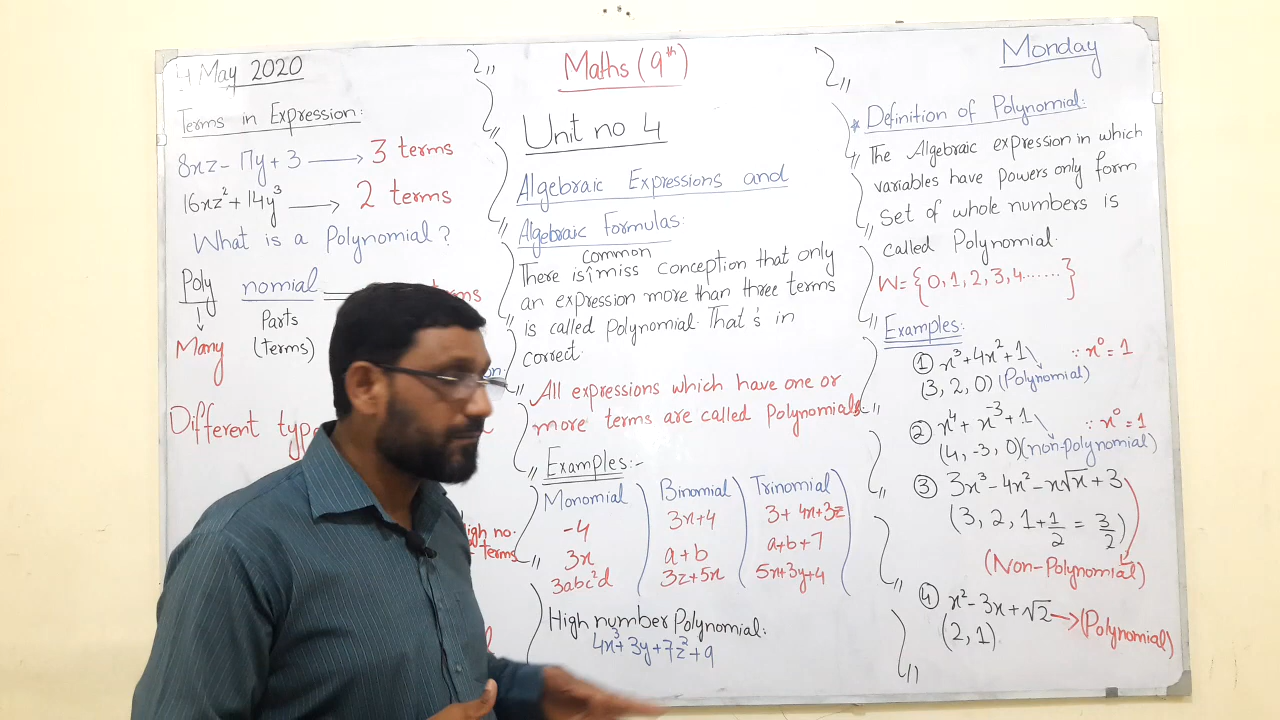 4 May 2020
Terms in Expression:
8xz - 17y + 3 → 3 terms
16xz² + 14y³ → 2 terms
What is a Polynomial?
Poly nomial = terms
↓ Parts
Many (Terms)
Different
high no.
terms
Maths (9th)
Unit no 4
Algebraic Expressions and
Algebraic Formulas:
common
There is miss conception that only
an expression more than three terms
is called Polynomial. That's in
correct.
All expressions which have one or
more terms are called Polynomials.
Examples:-
Monomial Binomial Trinomial
-4 3x+4 3+4x+3z
3x a+b a+b+7
3abc²d 3z+5x 5x+3y+4
High number Polynomial:
4x³+3y+7z²+9
Monday
* Definition of Polynomial:
The Algebraic expression in which
variables have powers only form
set of whole numbers is
called Polynomial.
W={0,1,2,3,4.......}
Examples:
① x³+4x²+1 ∵ x⁰=1
(3, 2, 0) (Polynomial)
② x⁴+x⁻³+1 ∵ x⁰=1
(4, -3, 0) (non-polynomial)
③ 3x³-4x²-x√x+3
(3, 2, 1+1/2 = 3/2)
(Non-Polynomial)
④ x²-3x+√2 → (Polynomial)
(2, 1)